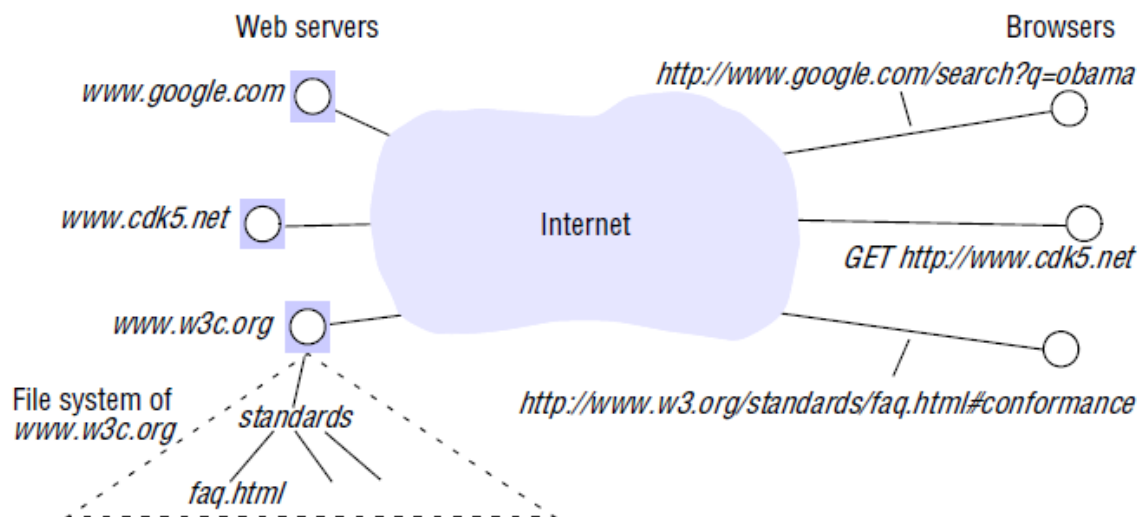 Web servers
Browsers
www.google.com
http://www.google.com/search?q=obama
www.cdk5.net
Internet
GET http://www.cdk5.net
www.w3c.org
File system of
www.w3c.org
standards
http://www.w3.org/standards/faq.html#conformance
faq.html